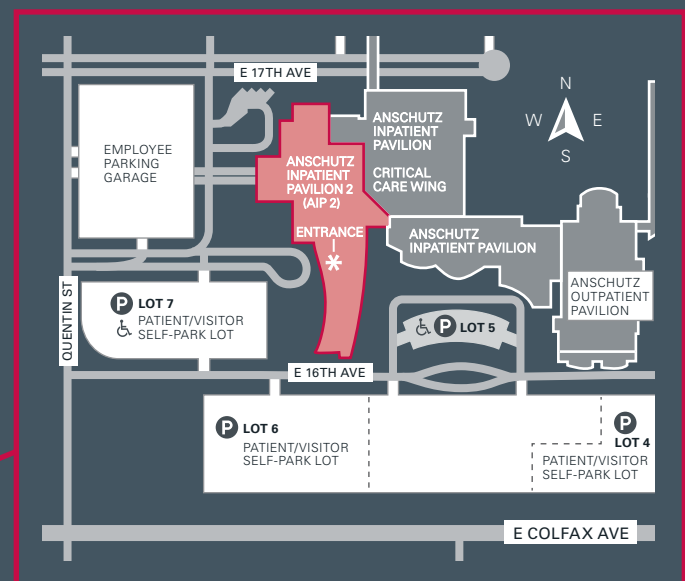 E 17TH AVE
N
W
E
S
EMPLOYEE
PARKING
GARAGE
ANSCHUTZ
INPATIENT
PAVILION
CRITICAL
CARE WING
ANSCHUTZ
INPATIENT
PAVILION 2
(AIP 2)
ENTRANCE
*
ANSCHUTZ
INPATIENT PAVILION
ANSCHUTZ
OUTPATIENT
PAVILION
QUENTIN ST
P LOT 7
PATIENT/VISITOR
SELF-PARK LOT
P LOT 5
E 16TH AVE
P LOT 6
PATIENT/VISITOR
SELF-PARK LOT
P
LOT 4
PATIENT/VISITOR
SELF-PARK LOT
E COLFAX AVE